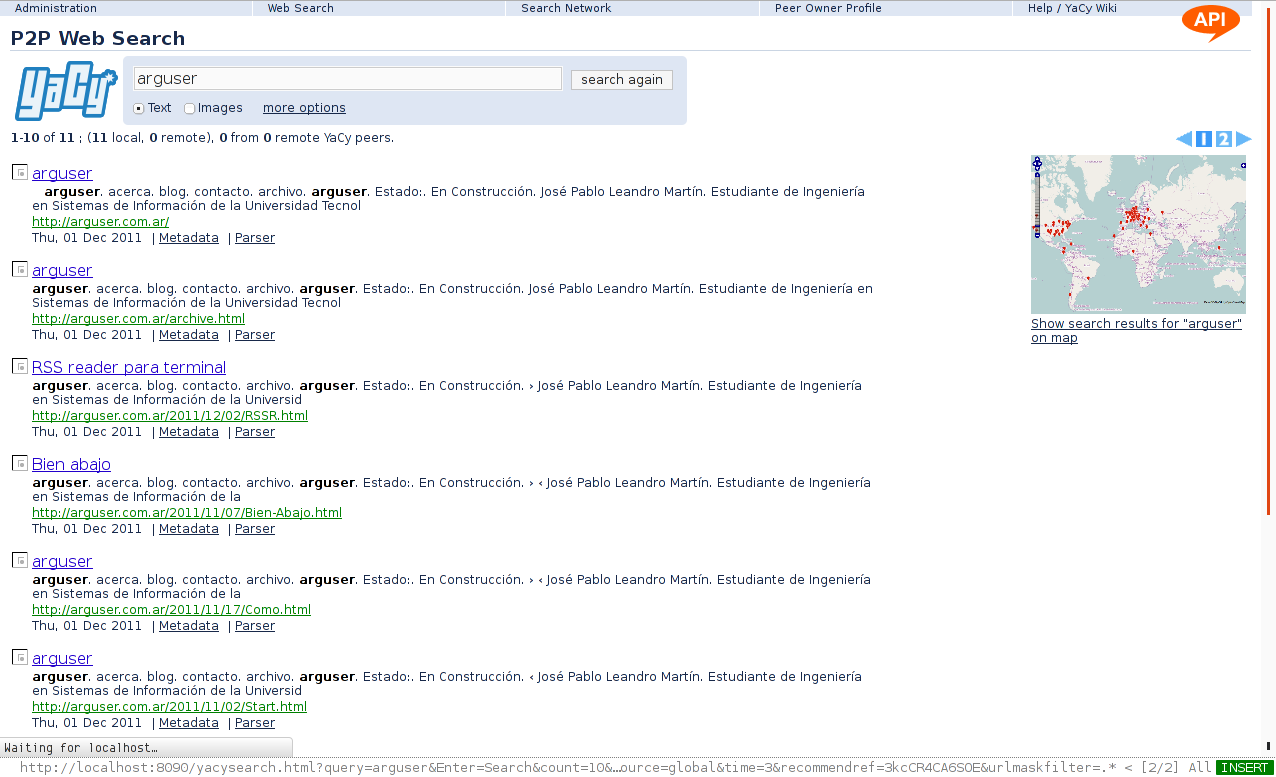 Administration Web Search Search Network Peer Owner Profile Help / YaCy Wiki
API
P2P Web Search
YaCy
arguser search again
Text Images more options
1-10 of 11 ; (11 local, 0 remote), 0 from 0 remote YaCy peers.
1 2
arguser
arguser. acerca. blog. contacto. archivo. arguser. Estado:. En Construcción. José Pablo Leandro Martín. Estudiante de Ingeniería
en Sistemas de Información de la Universidad Tecnol
http://arguser.com.ar/
Thu, 01 Dec 2011 | Metadata | Parser
Show search results for "arguser"
on map
arguser
arguser. acerca. blog. contacto. archivo. arguser. Estado:. En Construcción. José Pablo Leandro Martín. Estudiante de Ingeniería en
Sistemas de Información de la Universidad Tecnol
http://arguser.com.ar/archive.html
Thu, 01 Dec 2011 | Metadata | Parser
RSS reader para terminal
arguser. acerca. blog. contacto. archivo. arguser. Estado:. En Construcción. › José Pablo Leandro Martín. Estudiante de Ingeniería
en Sistemas de Información de la Universid
http://arguser.com.ar/2011/12/02/RSSR.html
Thu, 01 Dec 2011 | Metadata | Parser
Bien abajo
arguser. acerca. blog. contacto. archivo. arguser. Estado:. En Construcción. › ‹ José Pablo Leandro Martín. Estudiante de Ingeniería
en Sistemas de Información de la
http://arguser.com.ar/2011/11/07/Bien-Abajo.html
Thu, 01 Dec 2011 | Metadata | Parser
arguser
arguser. acerca. blog. contacto. archivo. arguser. Estado:. En Construcción. › ‹ José Pablo Leandro Martín. Estudiante de Ingeniería
en Sistemas de Información de la
http://arguser.com.ar/2011/11/17/Como.html
Thu, 01 Dec 2011 | Metadata | Parser
arguser
arguser. acerca. blog. contacto. archivo. arguser. Estado:. En Construcción. ‹ José Pablo Leandro Martín. Estudiante de Ingeniería
en Sistemas de Información de la Universid
http://arguser.com.ar/2011/11/02/Start.html
Thu, 01 Dec 2011 | Metadata | Parser
Waiting for localhost…
http://localhost:8090/yacysearch.html?query=arguser&Enter=Search&count=10&…ource=global&time=3&recommendref=3kcCR4CA6S0E&urlmaskfilter=.* < [2/2] All INSERT